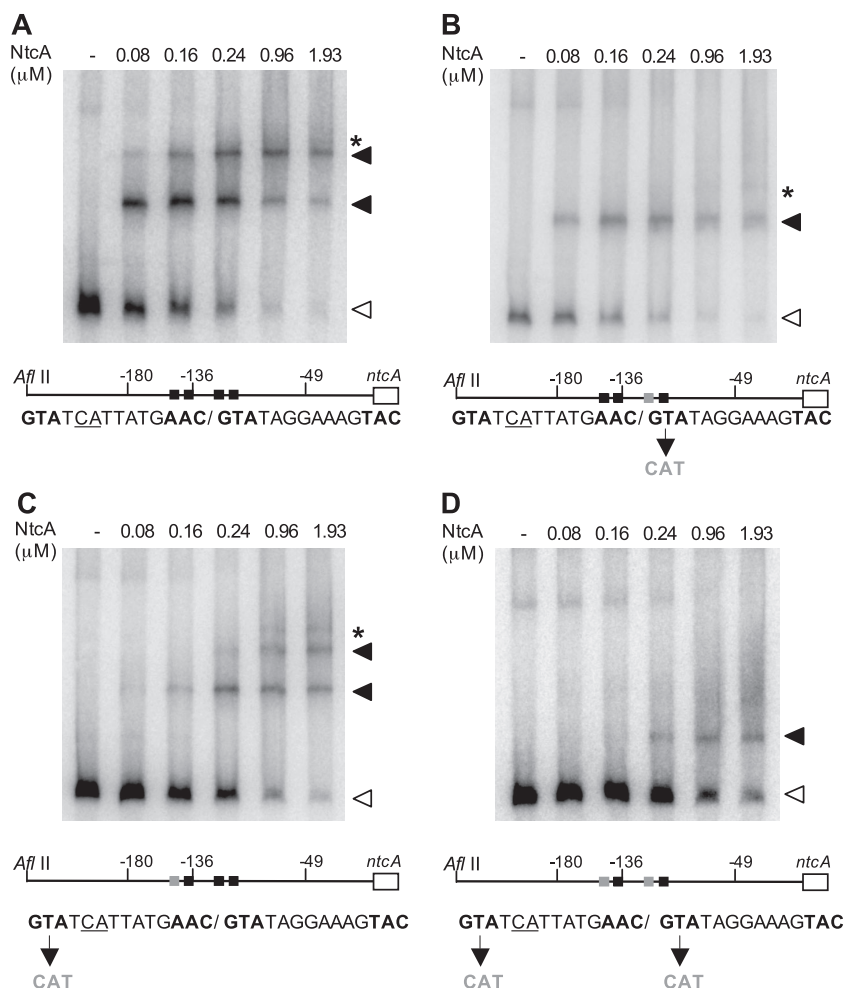 A
NtcA - 0.08 0.16 0.24 0.96 1.93
(μM)
*
Afl II -180 -136 -49 ntcA
GTATCATTATGAAC/GTATAGGAAAGTAC
B
NtcA - 0.08 0.16 0.24 0.96 1.93
(μM)
*
Afl II -180 -136 -49 ntcA
GTATCATTATGAAC/ GTATAGGAAAGTAC
CAT
C
NtcA - 0.08 0.16 0.24 0.96 1.93
(μM)
*
Afl II -180 -136 -49 ntcA
GTATCATTATGAAC/GTATAGGAAAGTAC
CAT
D
NtcA - 0.08 0.16 0.24 0.96 1.93
(μM)
Afl II -180 -136 -49 ntcA
GTATCATTATGAAC/ GTATAGGAAAGTAC
CAT CAT